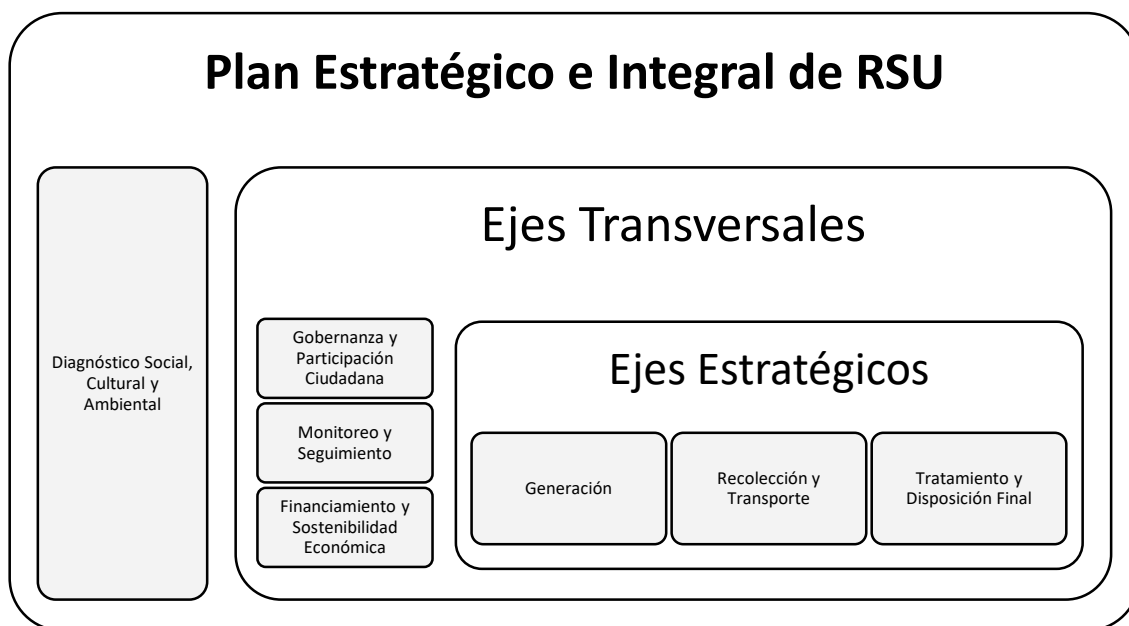 Plan Estratégico e Integral de RSU
Diagnóstico Social,
Cultural y
Ambiental
Ejes Transversales
Gobernanza y
Participación
Ciudadana
Monitoreo y
Seguimiento
Financiamiento y
Sostenibilidad
Económica
Ejes Estratégicos
Generación
Recolección y
Transporte
Tratamiento y
Disposición Final